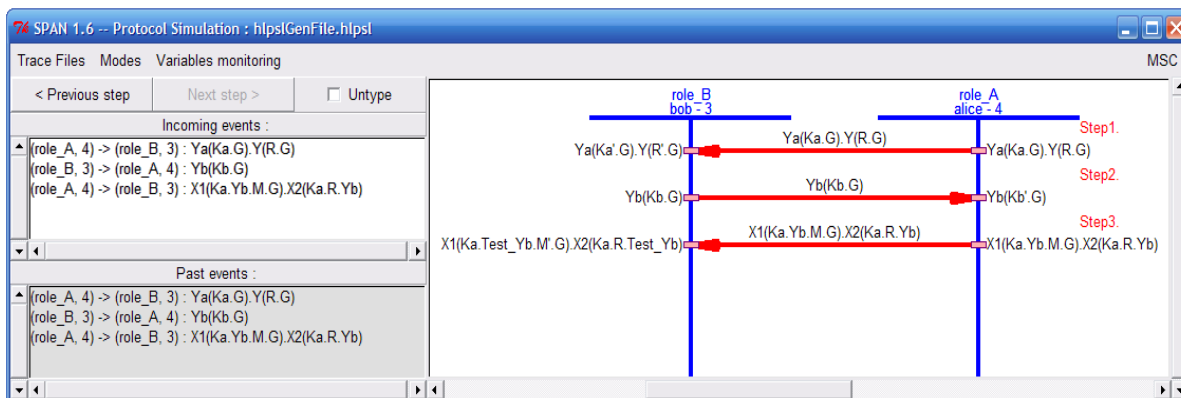 SPAN 1.6 -- Protocol Simulation : hlpslGenFile.hlpsl
Trace Files Modes Variables monitoring MSC
< Previous step Next step > Untype
Incoming events :
(role_A, 4) -> (role_B, 3) : Ya(Ka.G).Y(R.G)
(role_B, 3) -> (role_A, 4) : Yb(Kb.G)
(role_A, 4) -> (role_B, 3) : X1(Ka.Yb.M.G).X2(Ka.R.Yb)
Past events :
(role_A, 4) -> (role_B, 3) : Ya(Ka.G).Y(R.G)
(role_B, 3) -> (role_A, 4) : Yb(Kb.G)
(role_A, 4) -> (role_B, 3) : X1(Ka.Yb.M.G).X2(Ka.R.Yb)
role_B role_A
bob - 3 alice - 4
Step1.
Ya(Ka'.G).Y(R'.G) Ya(Ka.G).Y(R.G) Ya(Ka.G).Y(R.G)
Step2.
Yb(Kb.G) Yb(Kb.G) Yb(Kb'.G)
Step3.
X1(Ka.Test_Yb.M'.G).X2(Ka.R.Test_Yb) X1(Ka.Yb.M.G).X2(Ka.R.Yb) X1(Ka.Yb.M.G).X2(Ka.R.Yb)